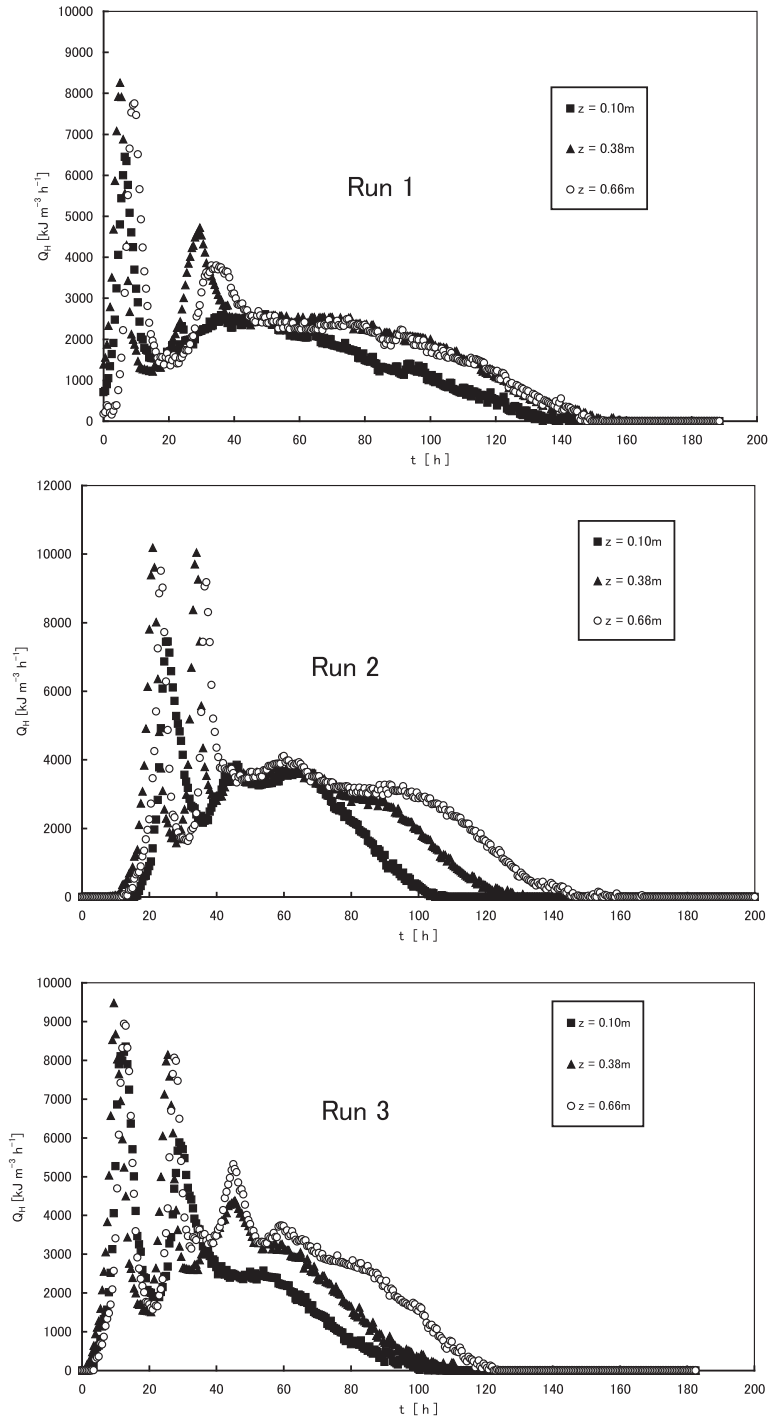 10000
9000
8000
7000
6000
5000
4000
3000
2000
1000
0
Q_H [kJ m⁻³ h⁻¹]
Run 1
■ z = 0.10m
▲ z = 0.38m
○ z = 0.66m
0 20 40 60 80 100 120 140 160 180 200
t [ h ]
12000
10000
8000
6000
4000
2000
0
Q_H [kJ m⁻³ h⁻¹]
Run 2
■ z = 0.10m
▲ z = 0.38m
○ z = 0.66m
0 20 40 60 80 100 120 140 160 180 200
t [ h ]
10000
9000
8000
7000
6000
5000
4000
3000
2000
1000
0
Q_H [kJ m⁻³ h⁻¹]
Run 3
■ z = 0.10m
▲ z = 0.38m
○ z = 0.66m
0 20 40 60 80 100 120 140 160 180 200
t [ h ]